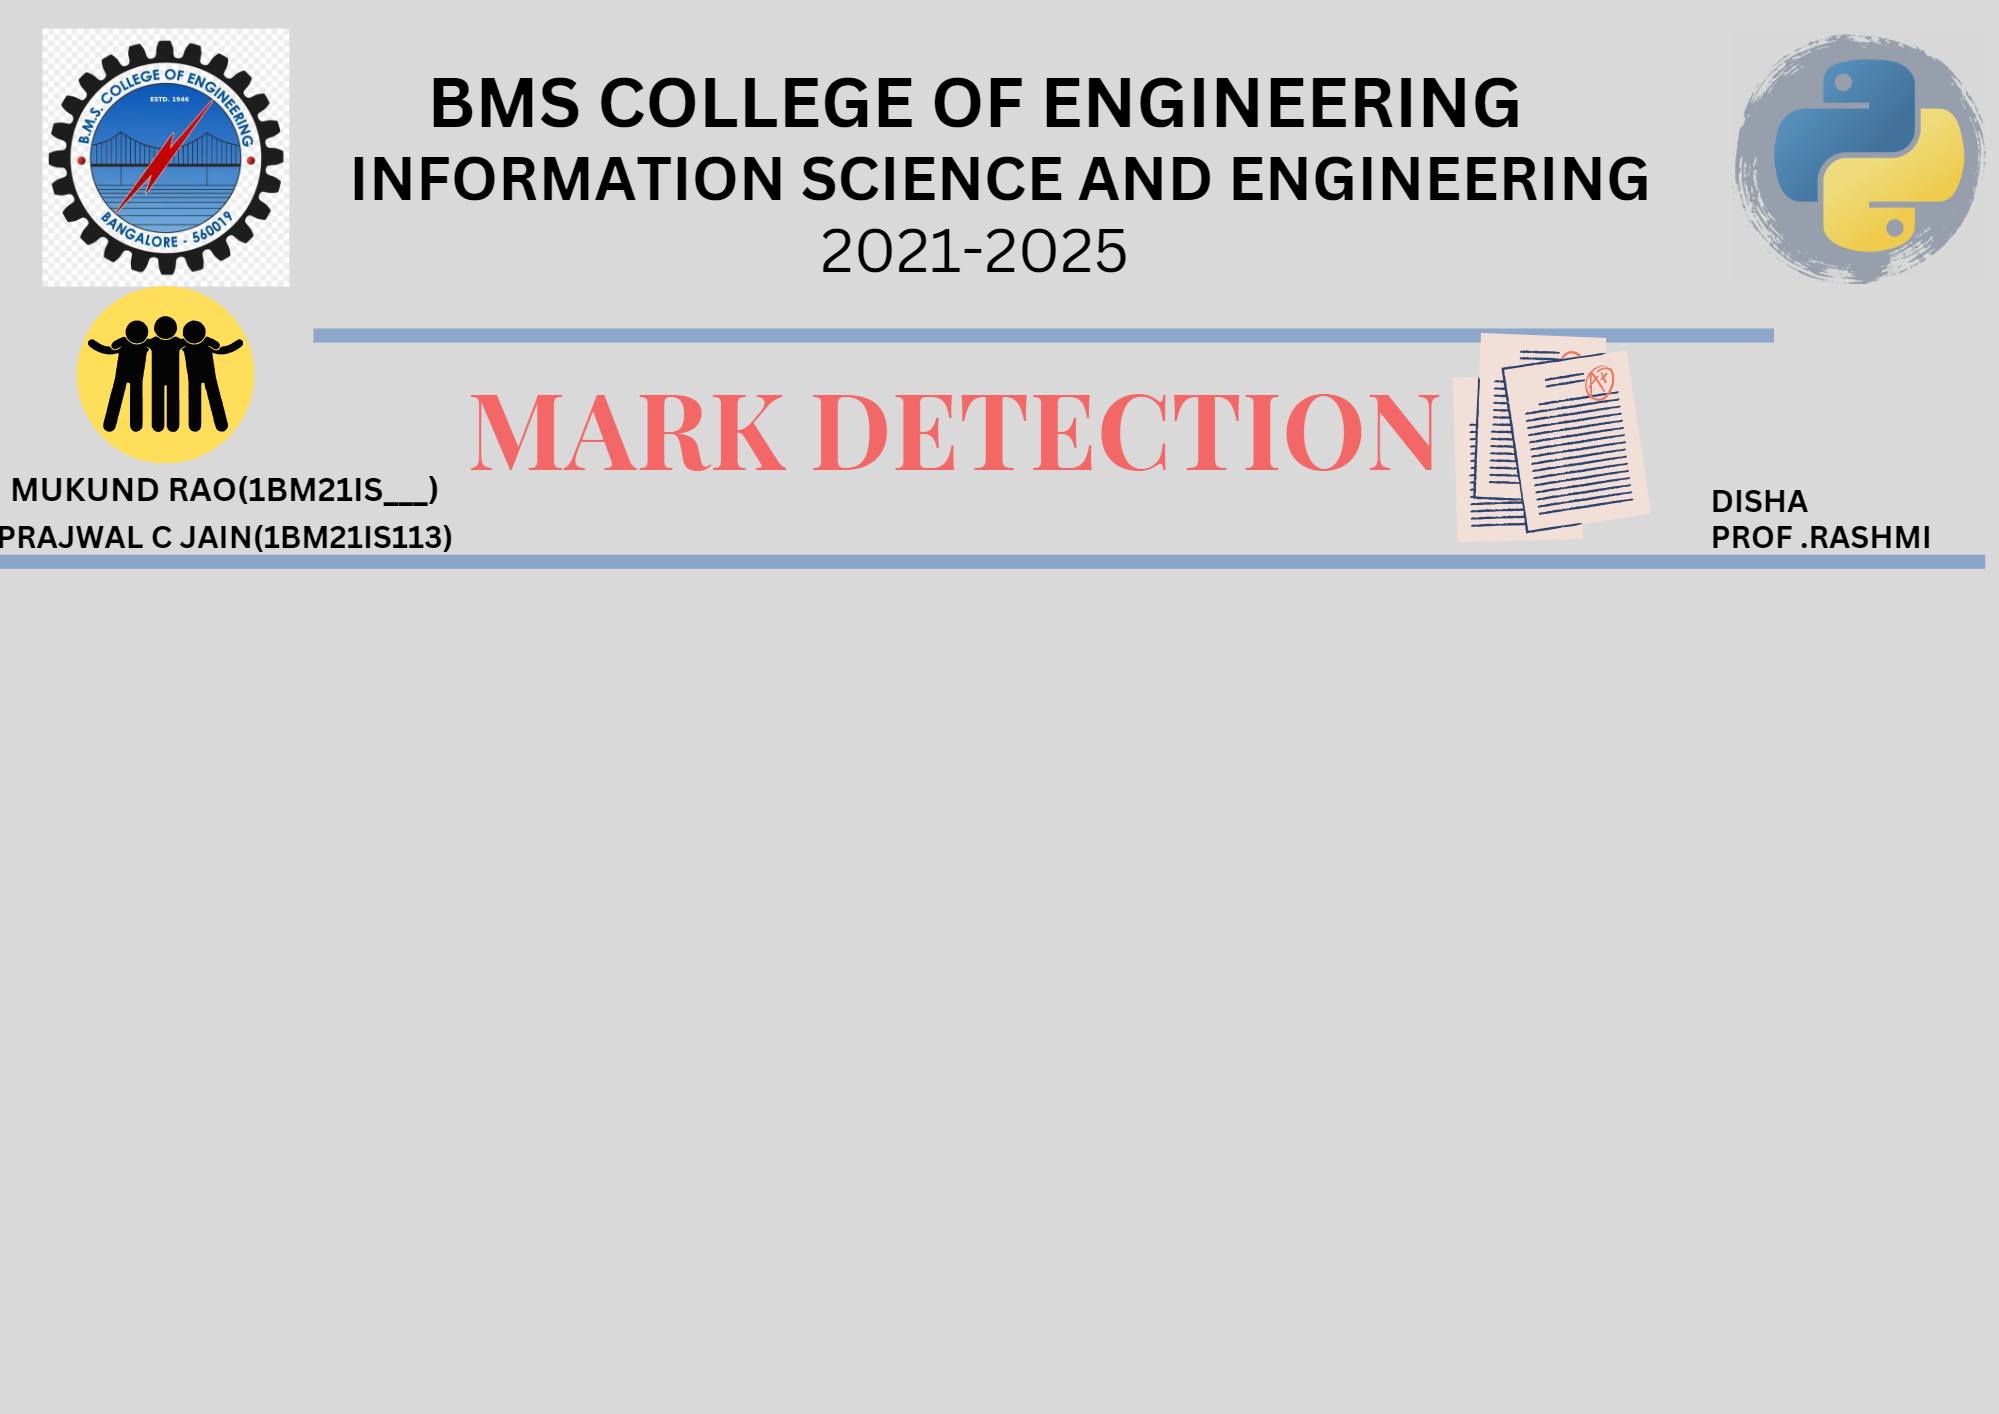 B.M.S. COLLEGE OF ENGINEERING
ESTD. 1946
BANGALORE - 560019
BMS COLLEGE OF ENGINEERING
INFORMATION SCIENCE AND ENGINEERING
2021-2025
MARK DETECTION
MUKUND RAO(1BM21IS___)
PRAJWAL C JAIN(1BM21IS113)
DISHA
PROF .RASHMI